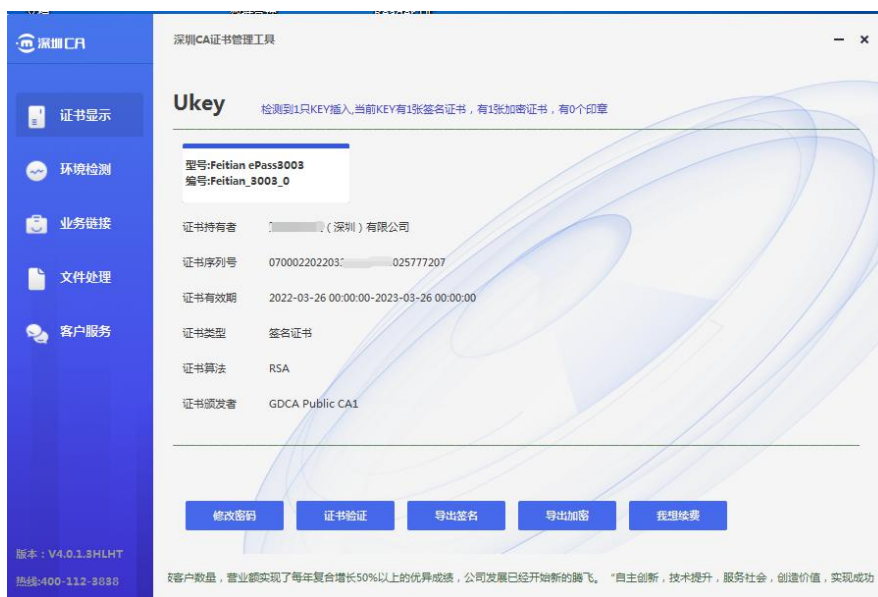 深圳CA
深圳CA证书管理工具
证书显示
环境检测
业务链接
文件处理
客户服务
Ukey
检测到1只KEY插入,当前KEY有1张签名证书，有1张加密证书，有0个印章
型号:Feitian ePass3003
编号:Feitian_3003_0
证书持有者 （深圳）有限公司
证书序列号 070002202203 025777207
证书有效期 2022-03-26 00:00:00-2023-03-26 00:00:00
证书类型 签名证书
证书算法 RSA
证书颁发者 GDCA Public CA1
修改密码 证书验证 导出签名 导出加密 我想续费
版本：V4.0.1.3HLHT
热线:400-112-3838
客户数量，营业额实现了每年复合增长50%以上的优异成绩，公司发展已经开始新的腾飞。 “自主创新，技术提升，服务社会，创造价值，实现成功